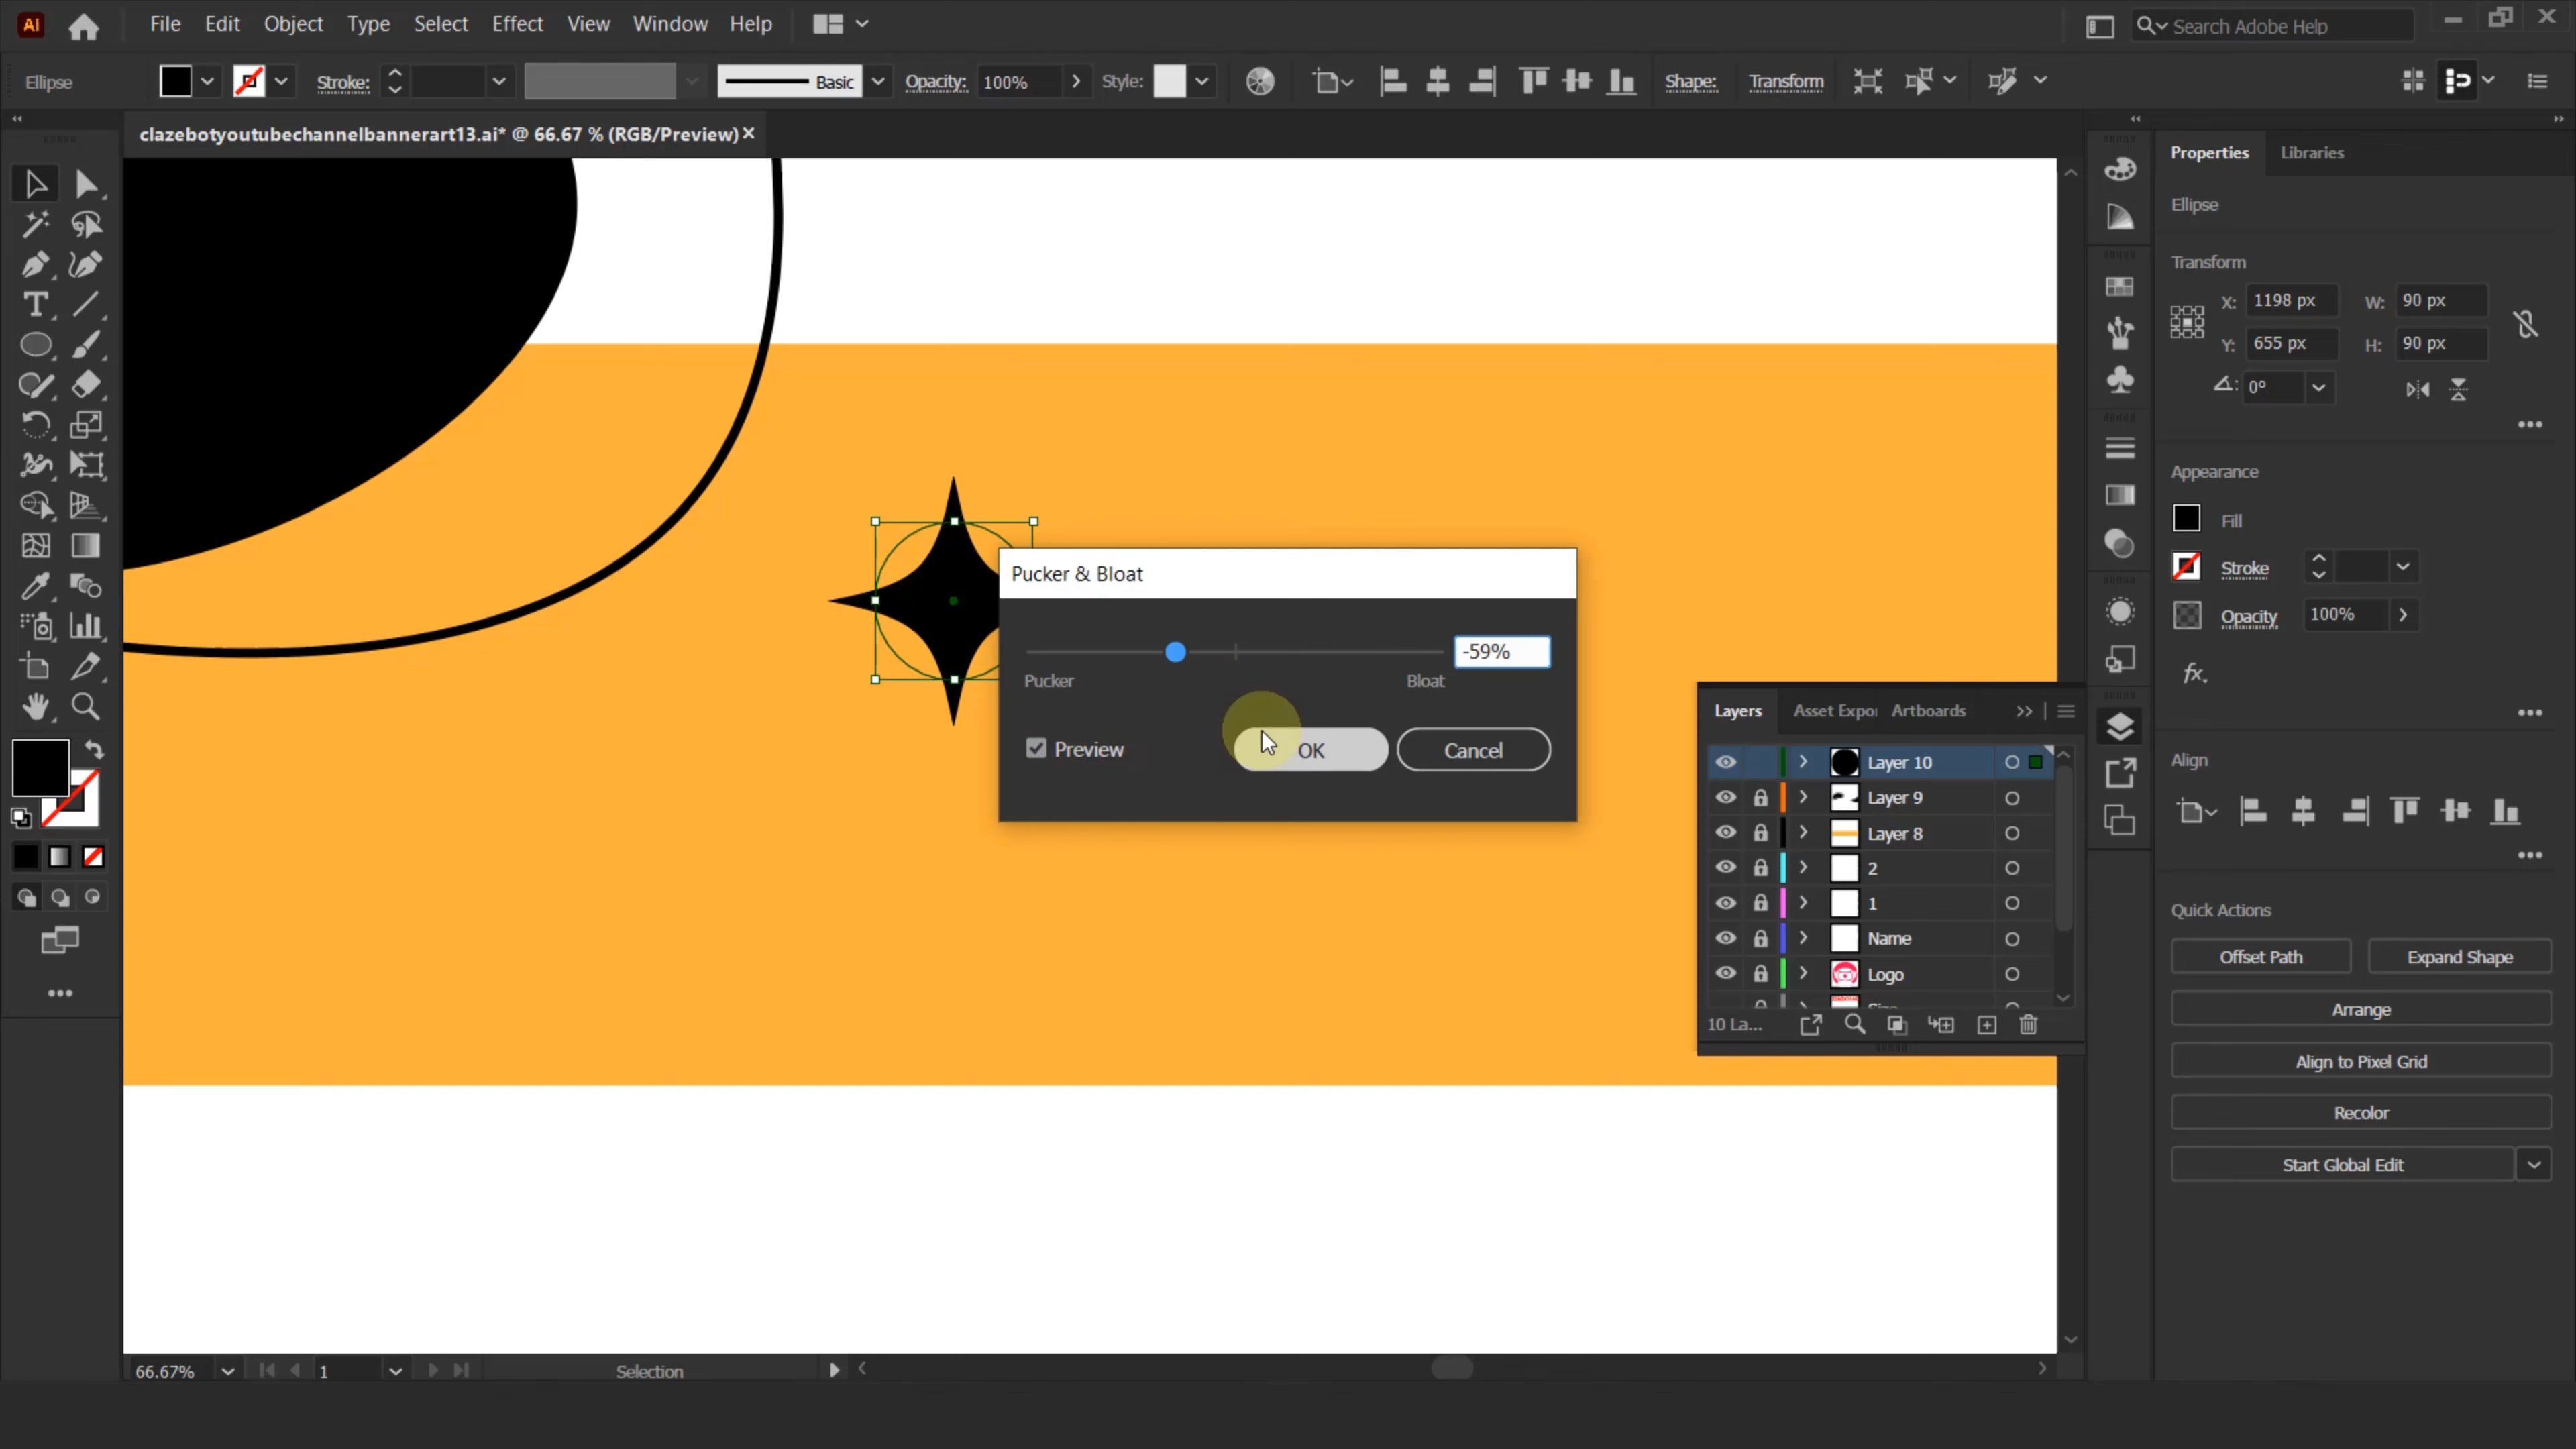 Ai File Edit Object Type Select Effect View Window Help Search Adobe Help
Ellipse Stroke: Basic Opacity: 100% Style: Shape: Transform
clazebotyoutubechannelbannerart13.ai* @ 66.67 % (RGB/Preview)
Properties Libraries
Ellipse
Transform
X: 1198 px W: 90 px
Y: 655 px H: 90 px
0°
Appearance
Fill
Stroke
Opacity 100%
fx.
Align
Quick Actions
Offset Path Expand Shape
Arrange
Align to Pixel Grid
Recolor
Start Global Edit
Pucker & Bloat
-59%
Pucker Bloat
Preview OK Cancel
Layers Asset Expor Artboards
Layer 10
Layer 9
Layer 8
2
1
Name
Logo
10 La...
66.67% 1 Selection